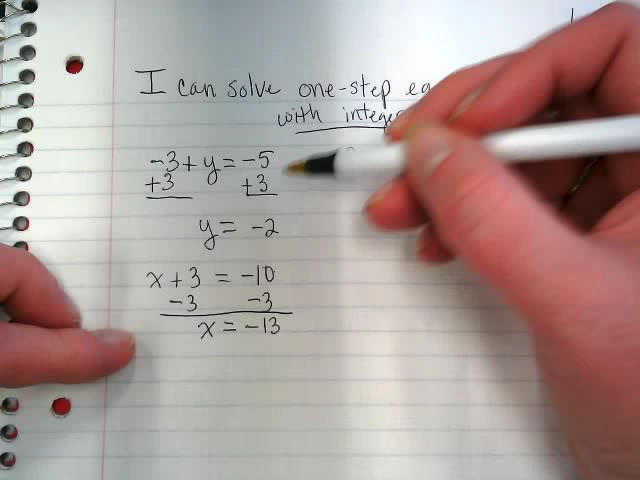 I can solve one-step
with
-3 + y = -5
+3 +3
y = -2
x + 3 = -10
-3 -3
x = -13